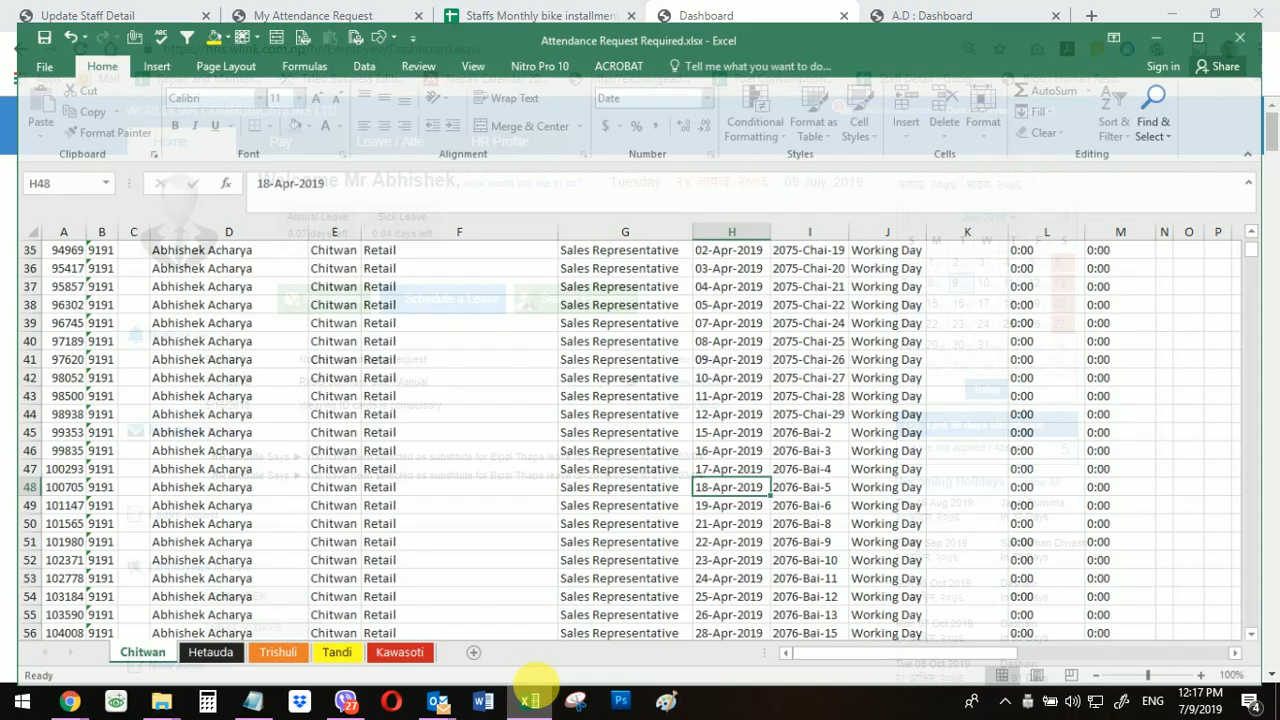 Update Staff Detail My Attendance Request Staffs Monthly bike installment Dashboard A.D : Dashboard
Attendance Request Required.xlsx - Excel
File Home Insert Page Layout Formulas Data Review View Nitro Pro 10 ACROBAT Tell me what you want to do... Sign in Share
Paste Cut Copy Format Painter Calibri 11 B I U Wrap Text Merge & Center Date $ % Conditional Formatting Format as Table Cell Styles Insert Delete Format AutoSum Fill Clear Sort & Filter Find & Select
Clipboard Font Alignment Number Styles Cells Editing
H48 fx 18-Apr-2019
Welcome Mr Abhishek, what would you like to do? Tuesday 09 July, 2019
A B C D E F G H I J K L M N O P
35 94969 9191 Abhishek Acharya Chitwan Retail Sales Representative 02-Apr-2019 2075-Chai-19 Working Day 0:00 0:00
36 95417 9191 Abhishek Acharya Chitwan Retail Sales Representative 03-Apr-2019 2075-Chai-20 Working Day 0:00 0:00
37 95857 9191 Abhishek Acharya Chitwan Retail Sales Representative 04-Apr-2019 2075-Chai-21 Working Day 0:00 0:00
38 96302 9191 Abhishek Acharya Chitwan Retail Sales Representative 05-Apr-2019 2075-Chai-22 Working Day 0:00 0:00
39 96745 9191 Abhishek Acharya Chitwan Retail Sales Representative 07-Apr-2019 2075-Chai-24 Working Day 0:00 0:00
40 97189 9191 Abhishek Acharya Chitwan Retail Sales Representative 08-Apr-2019 2075-Chai-25 Working Day 0:00 0:00
41 97620 9191 Abhishek Acharya Chitwan Retail Sales Representative 09-Apr-2019 2075-Chai-26 Working Day 0:00 0:00
42 98052 9191 Abhishek Acharya Chitwan Retail Sales Representative 10-Apr-2019 2075-Chai-27 Working Day 0:00 0:00
43 98500 9191 Abhishek Acharya Chitwan Retail Sales Representative 11-Apr-2019 2075-Chai-28 Working Day 0:00 0:00
44 98938 9191 Abhishek Acharya Chitwan Retail Sales Representative 12-Apr-2019 2075-Chai-29 Working Day 0:00 0:00
45 99353 9191 Abhishek Acharya Chitwan Retail Sales Representative 15-Apr-2019 2076-Bai-2 Working Day 0:00 0:00
46 99835 9191 Abhishek Acharya Chitwan Retail Sales Representative 16-Apr-2019 2076-Bai-3 Working Day 0:00 0:00
47 100293 9191 Abhishek Acharya Chitwan Retail Sales Representative 17-Apr-2019 2076-Bai-4 Working Day 0:00 0:00
48 100705 9191 Abhishek Acharya Chitwan Retail Sales Representative 18-Apr-2019 2076-Bai-5 Working Day 0:00 0:00
49 101147 9191 Abhishek Acharya Chitwan Retail Sales Representative 19-Apr-2019 2076-Bai-6 Working Day 0:00 0:00
50 101565 9191 Abhishek Acharya Chitwan Retail Sales Representative 21-Apr-2019 2076-Bai-8 Working Day 0:00 0:00
51 101980 9191 Abhishek Acharya Chitwan Retail Sales Representative 22-Apr-2019 2076-Bai-9 Working Day 0:00 0:00
52 102371 9191 Abhishek Acharya Chitwan Retail Sales Representative 23-Apr-2019 2076-Bai-10 Working Day 0:00 0:00
53 102778 9191 Abhishek Acharya Chitwan Retail Sales Representative 24-Apr-2019 2076-Bai-11 Working Day 0:00 0:00
54 103184 9191 Abhishek Acharya Chitwan Retail Sales Representative 25-Apr-2019 2076-Bai-12 Working Day 0:00 0:00
55 103590 9191 Abhishek Acharya Chitwan Retail Sales Representative 26-Apr-2019 2076-Bai-13 Working Day 0:00 0:00
56 104008 9191 Abhishek Acharya Chitwan Retail Sales Representative 28-Apr-2019 2076-Bai-15 Working Day 0:00 0:00
Chitwan Hetauda Trishuli Tandi Kawasoti
Ready 100%
27 ENG 12:17 PM 7/9/2019 4